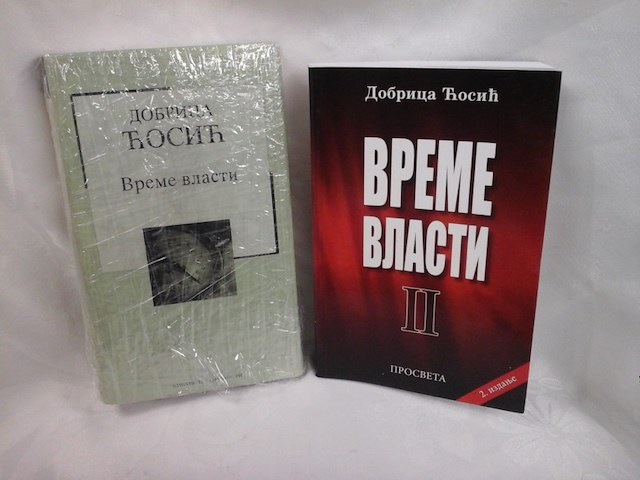 ДОБРИЦА
ЋОСИЋ
Време власти
Добрица Ћосић
ВРЕМЕ
ВЛАСТИ
II
ПРОСВЕТА
2. издање